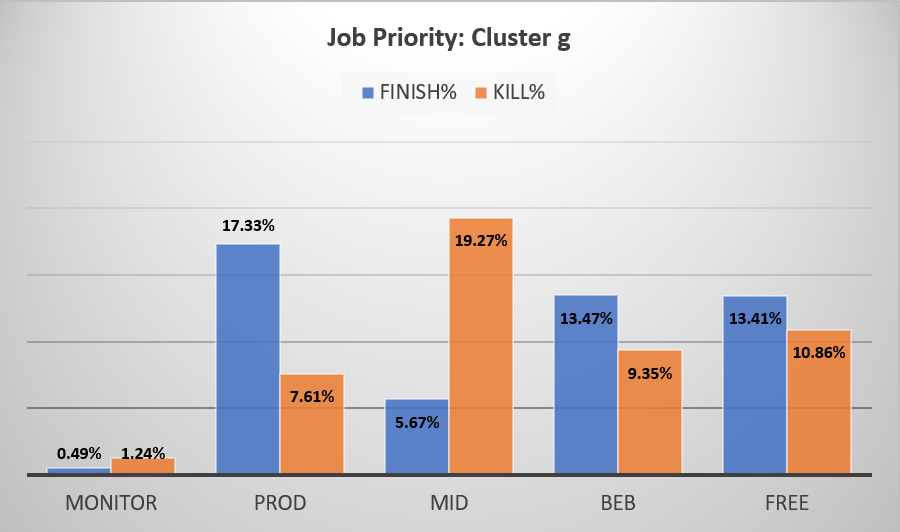 Job Priority: Cluster g
FINISH% KILL%
17.33%
19.27%
13.47% 13.41%
10.86%
9.35%
7.61%
5.67%
0.49% 1.24%
MONITOR PROD MID BEB FREE